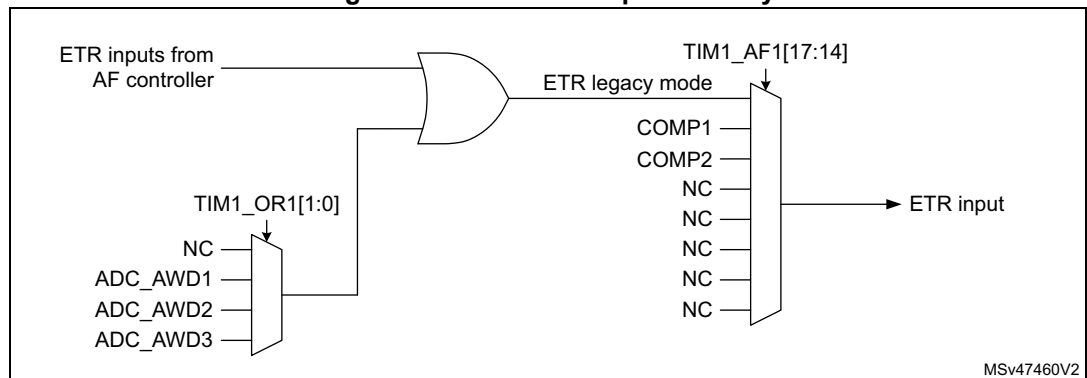 ETR inputs from
AF controller
TIM1_AF1[17:14]
ETR legacy mode
COMP1
COMP2
NC
NC
NC
NC
NC
ETR input
TIM1_OR1[1:0]
NC
ADC_AWD1
ADC_AWD2
ADC_AWD3
MSv47460V2